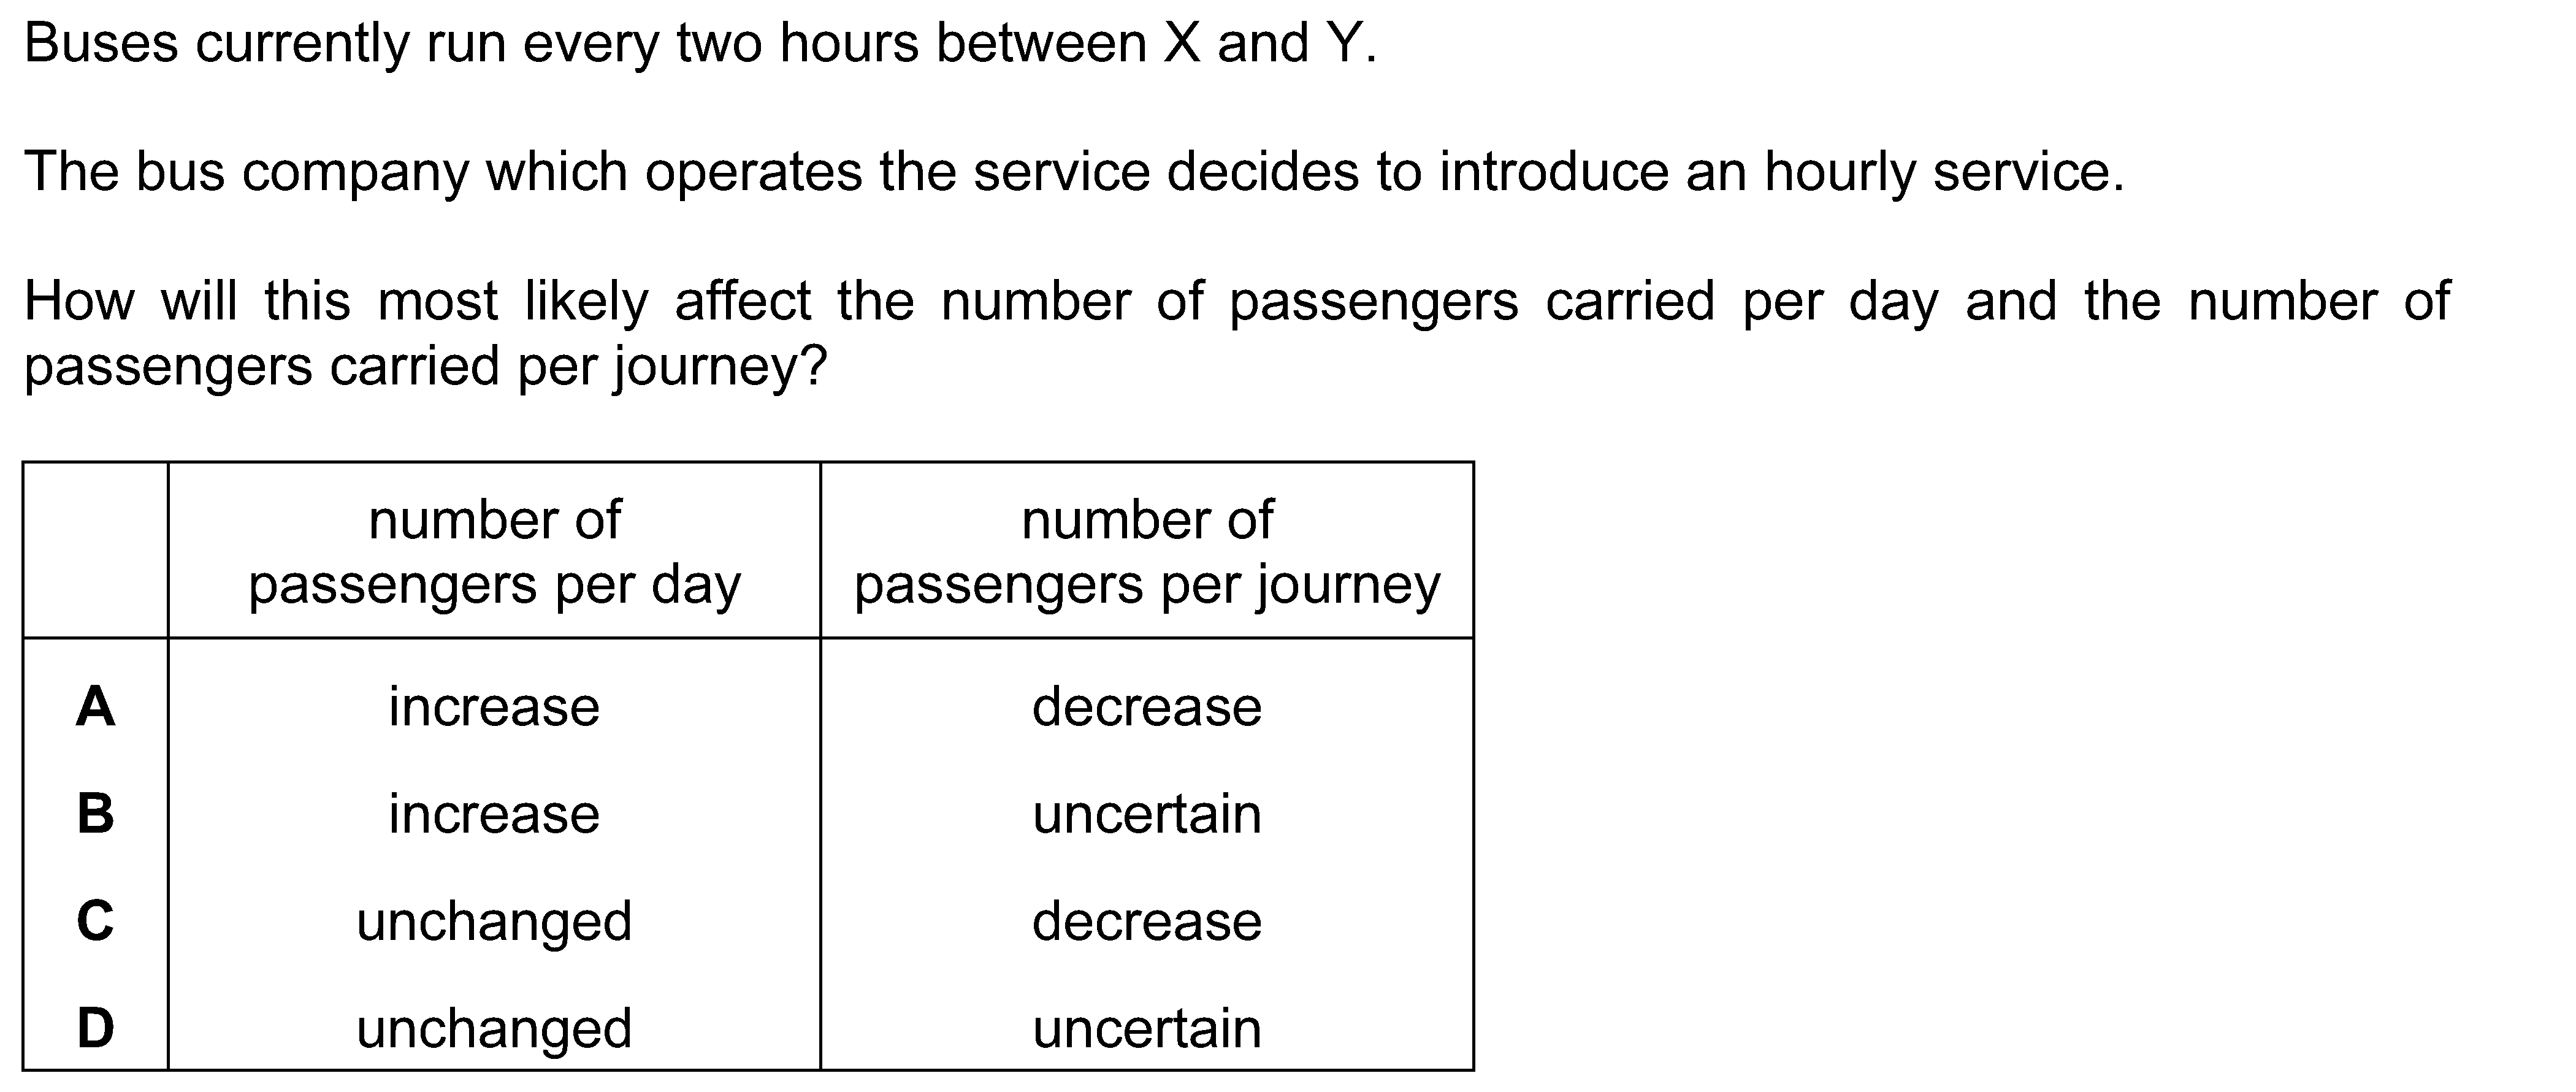 Buses currently run every two hours between X and Y.
The bus company which operates the service decides to introduce an hourly service.
How will this most likely affect the number of passengers carried per day and the number of
passengers carried per journey?
number of passengers per day
number of passengers per journey
A increase decrease
B increase uncertain
C unchanged decrease
D unchanged uncertain